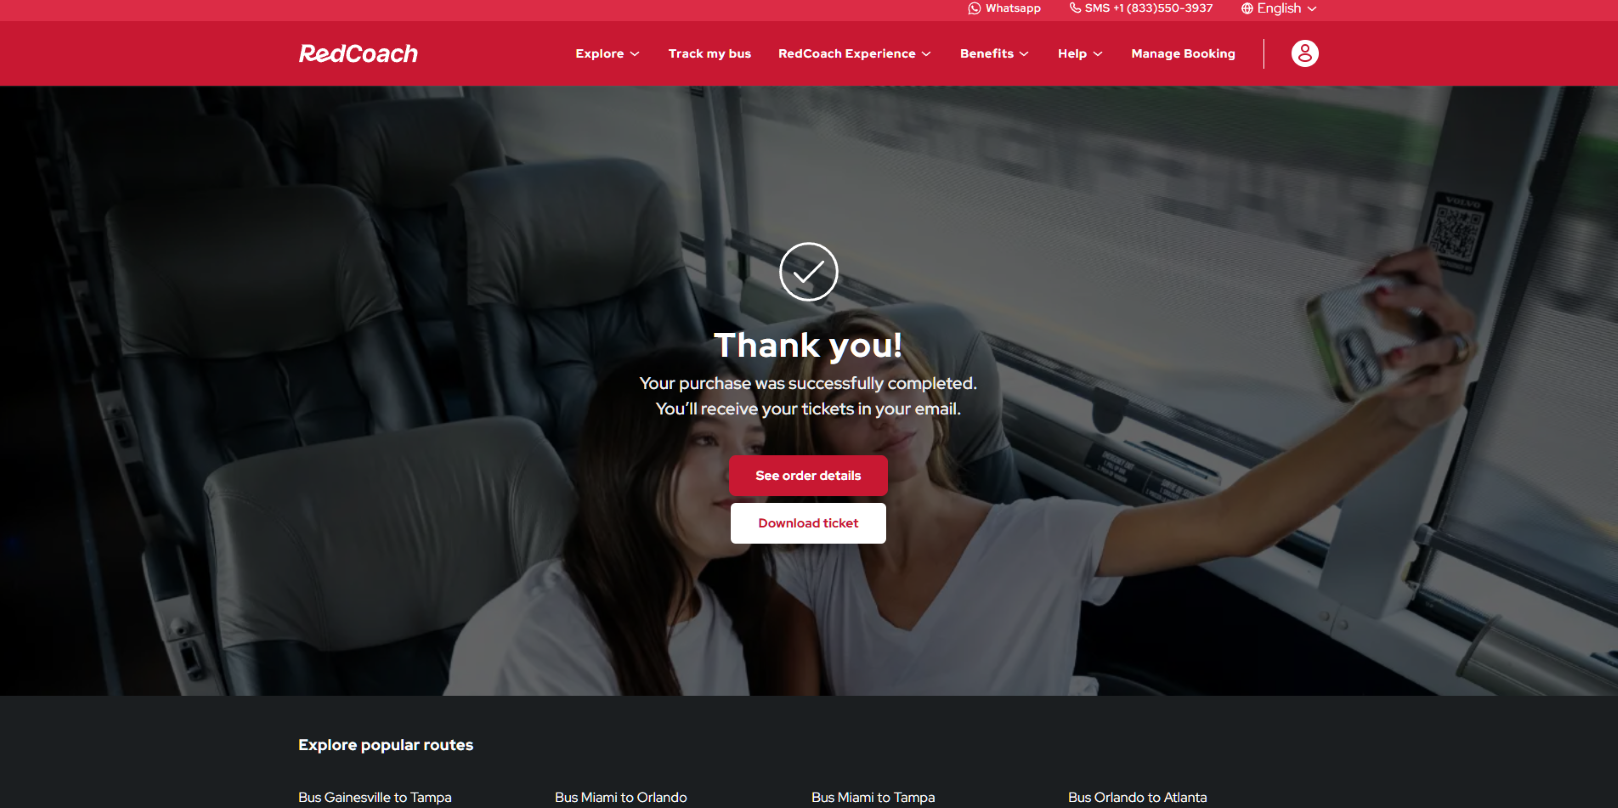 Whatsapp
SMS +1 (833)550-3937
English
RedCoach
Explore
Track my bus
RedCoach Experience
Benefits
Help
Manage Booking
VOLVO
Thank you!
Your purchase was successfully completed.
You'll receive your tickets in your email.
See order details
Download ticket
Explore popular routes
Bus Gainesville to Tampa
Bus Miami to Orlando
Bus Miami to Tampa
Bus Orlando to Atlanta